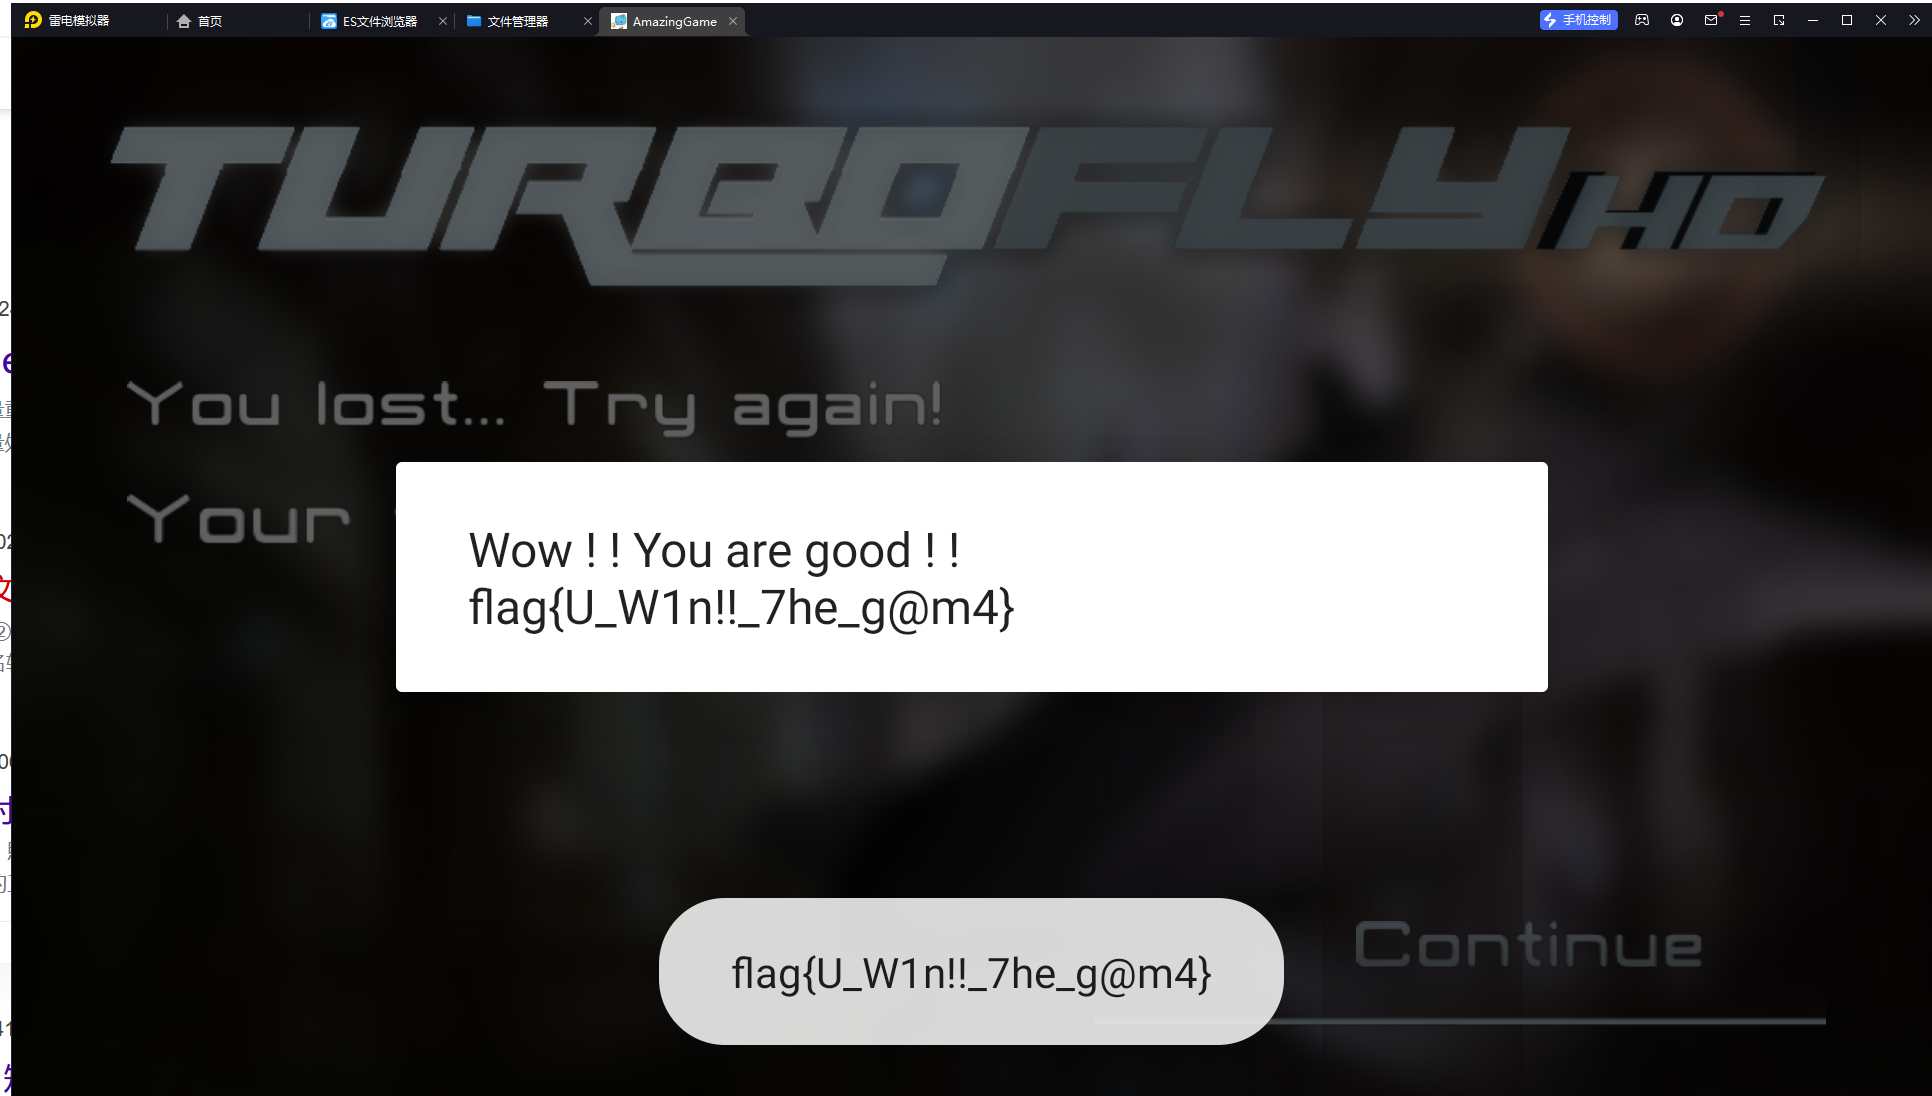 雷电模拟器 首页 ES文件浏览器 文件管理器 AmazingGame 手机控制
TURBOFLY HD
You lost... Try again!
Your
Wow ! ! You are good ! !
flag{U_W1n!!_7he_g@m4}
Continue
flag{U_W1n!!_7he_g@m4}